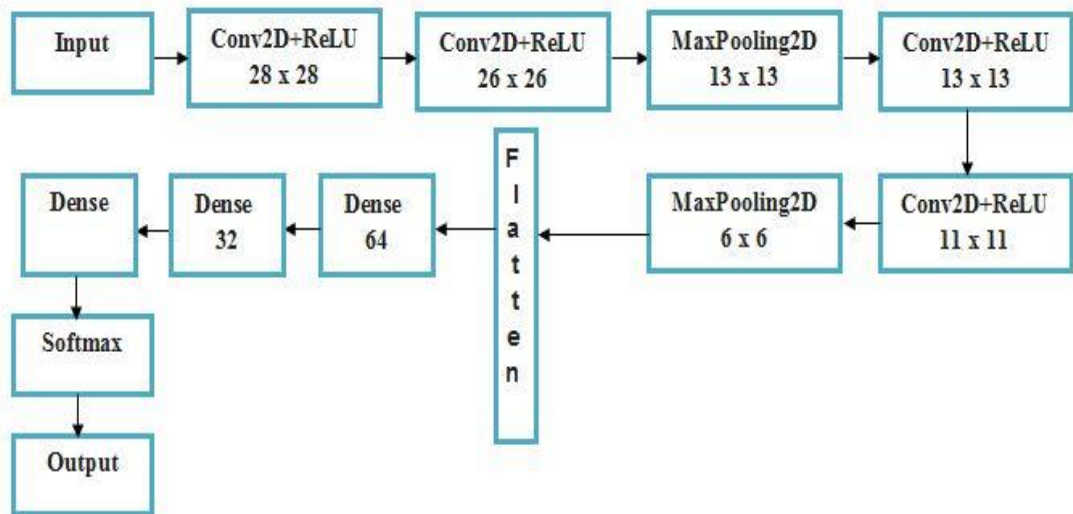 Input
Conv2D+ReLU
28 x 28
Conv2D+ReLU
26 x 26
MaxPooling2D
13 x 13
Conv2D+ReLU
13 x 13
Conv2D+ReLU
11 x 11
MaxPooling2D
6 x 6
F
l
a
t
t
e
n
Dense
64
Dense
32
Dense
Softmax
Output